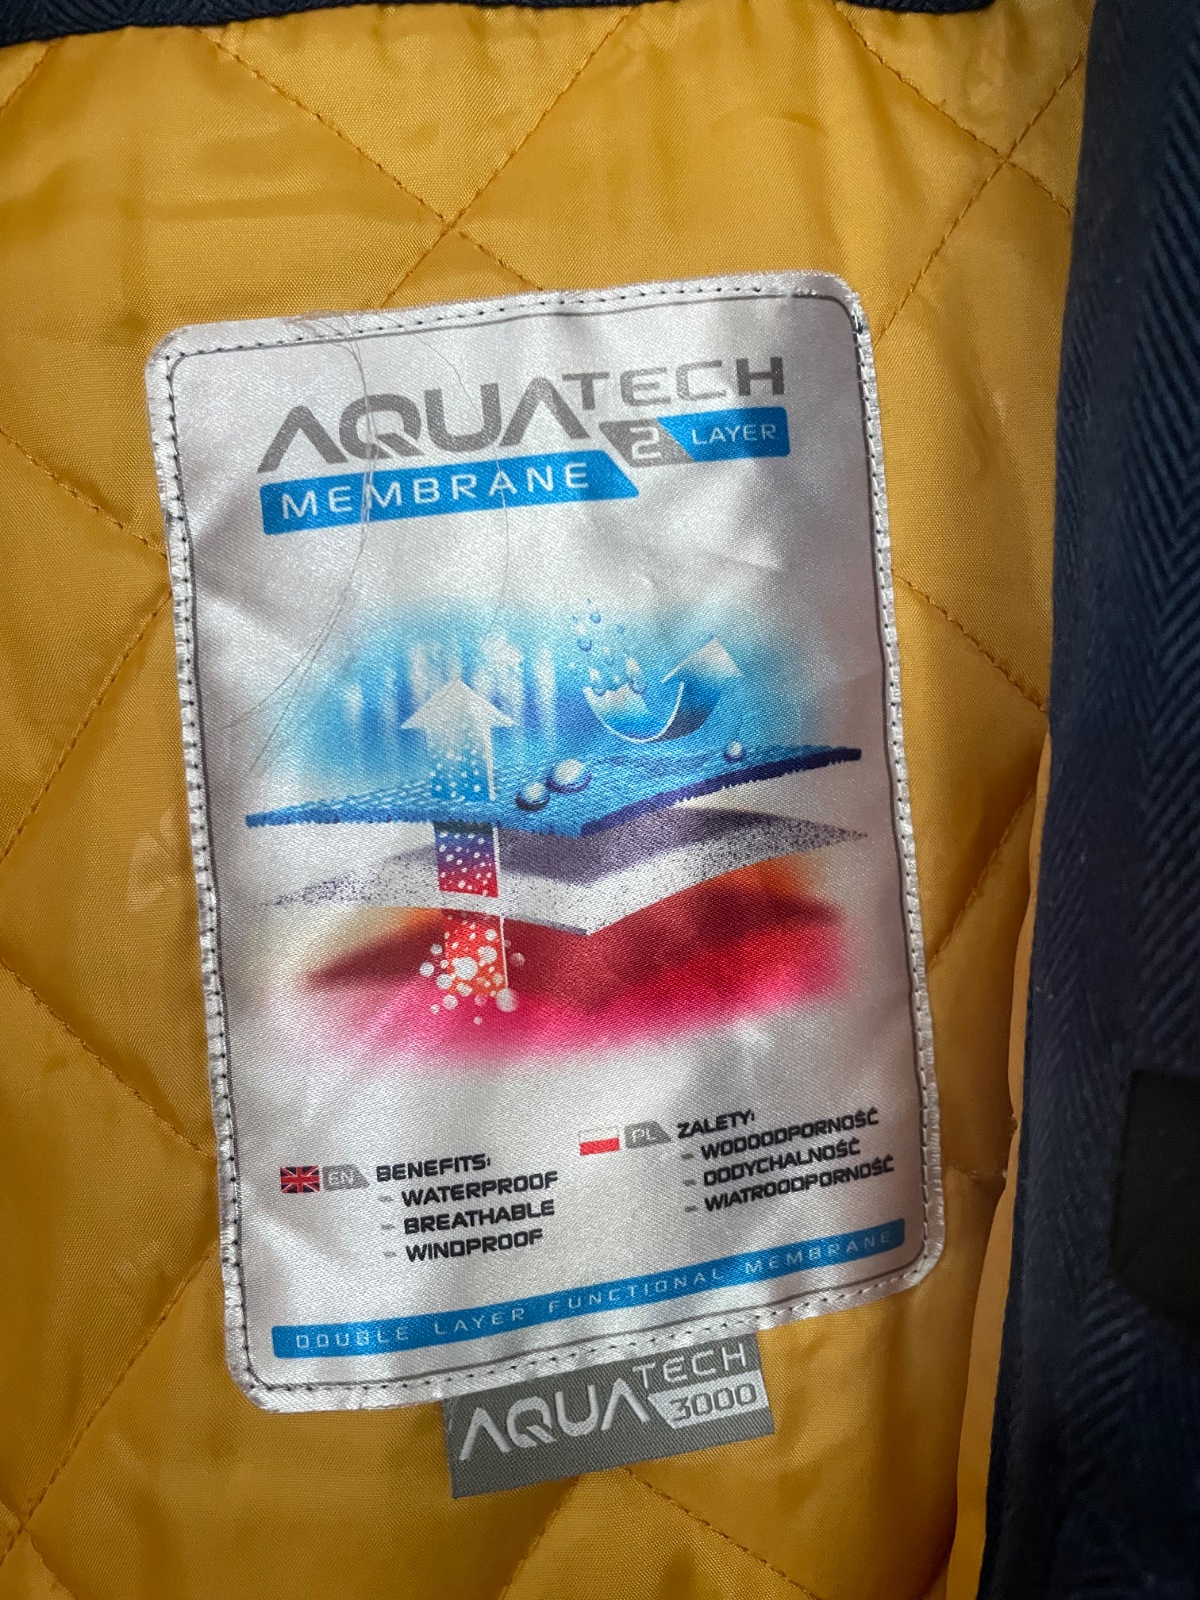 AQUATECH
MEMBRANE 2 LAYER
EN BENEFITS:
- WATERPROOF
- BREATHABLE
- WINDPROOF
PL ZALETY:
- WODOODPORNOŚĆ
- ODDYCHALNOŚĆ
- WIATROODPORNOŚĆ
DOUBLE LAYER FUNCTIONAL MEMBRANE
AQUATECH
3000